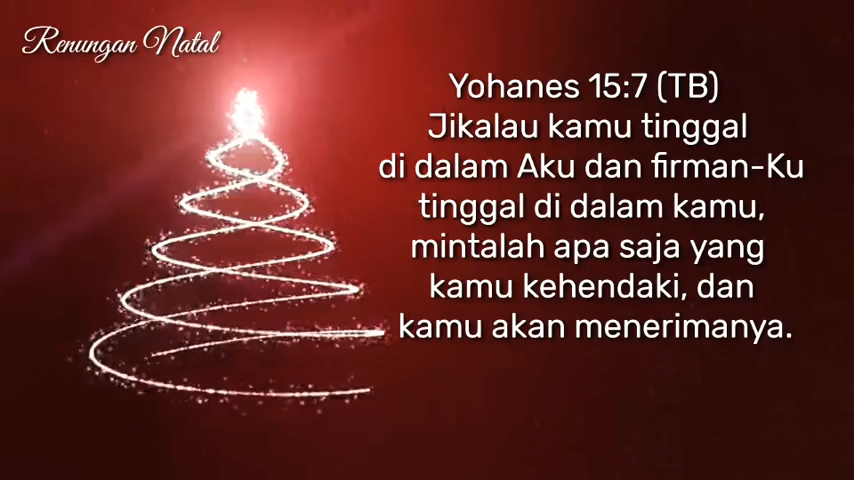 Renungan Natal
Yohanes 15:7 (TB)
Jikalau kamu tinggal
di dalam Aku dan firman-Ku
tinggal di dalam kamu,
mintalah apa saja yang
kamu kehendaki, dan
kamu akan menerimanya.